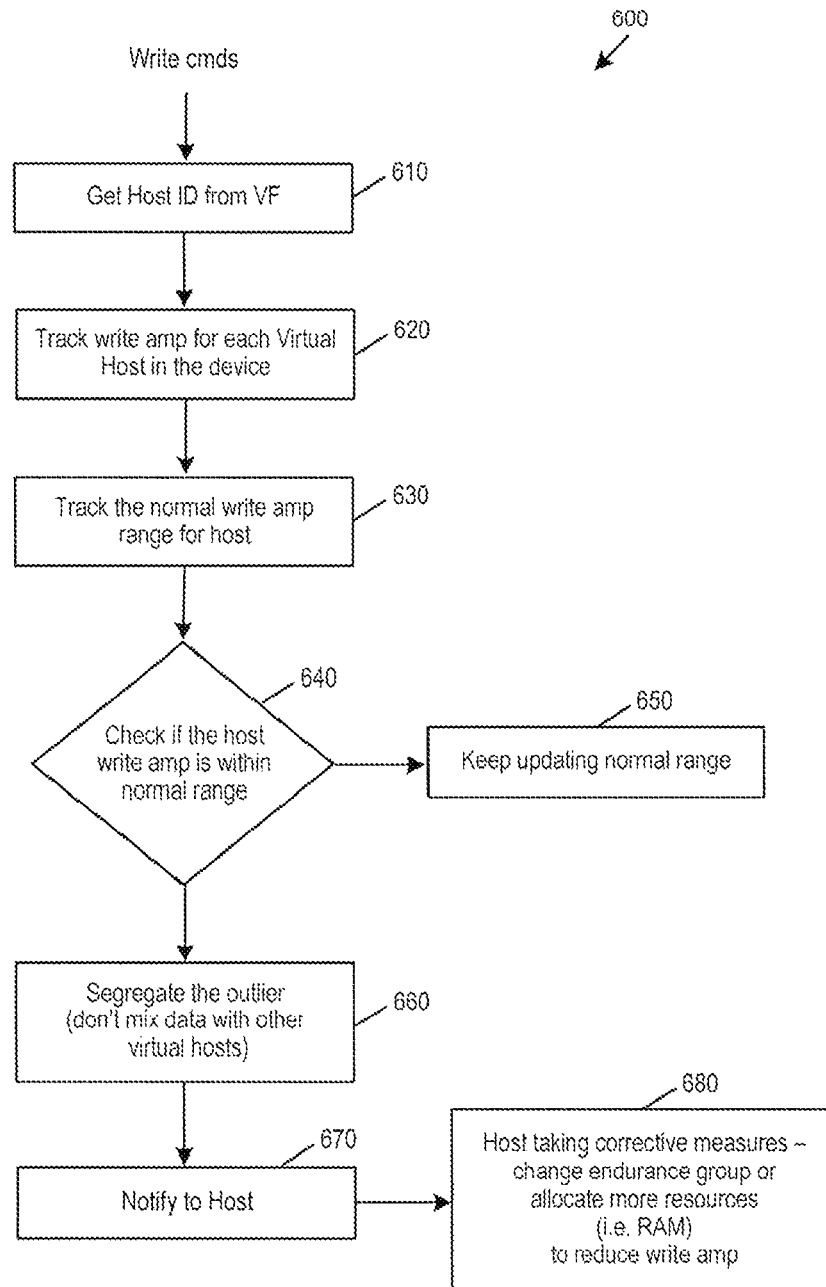 600
Write cmds
610
Get Host ID from VF
620
Track write amp for each Virtual
Host in the device
630
Track the normal write amp
range for host
640
Check if the host
write amp is within
normal range
650
Keep updating normal range
660
Segregate the outlier
(don't mix data with other
virtual hosts)
670
Notify to Host
680
Host taking corrective measures –
change endurance group or
allocate more resources
(i.e. RAM)
to reduce write amp